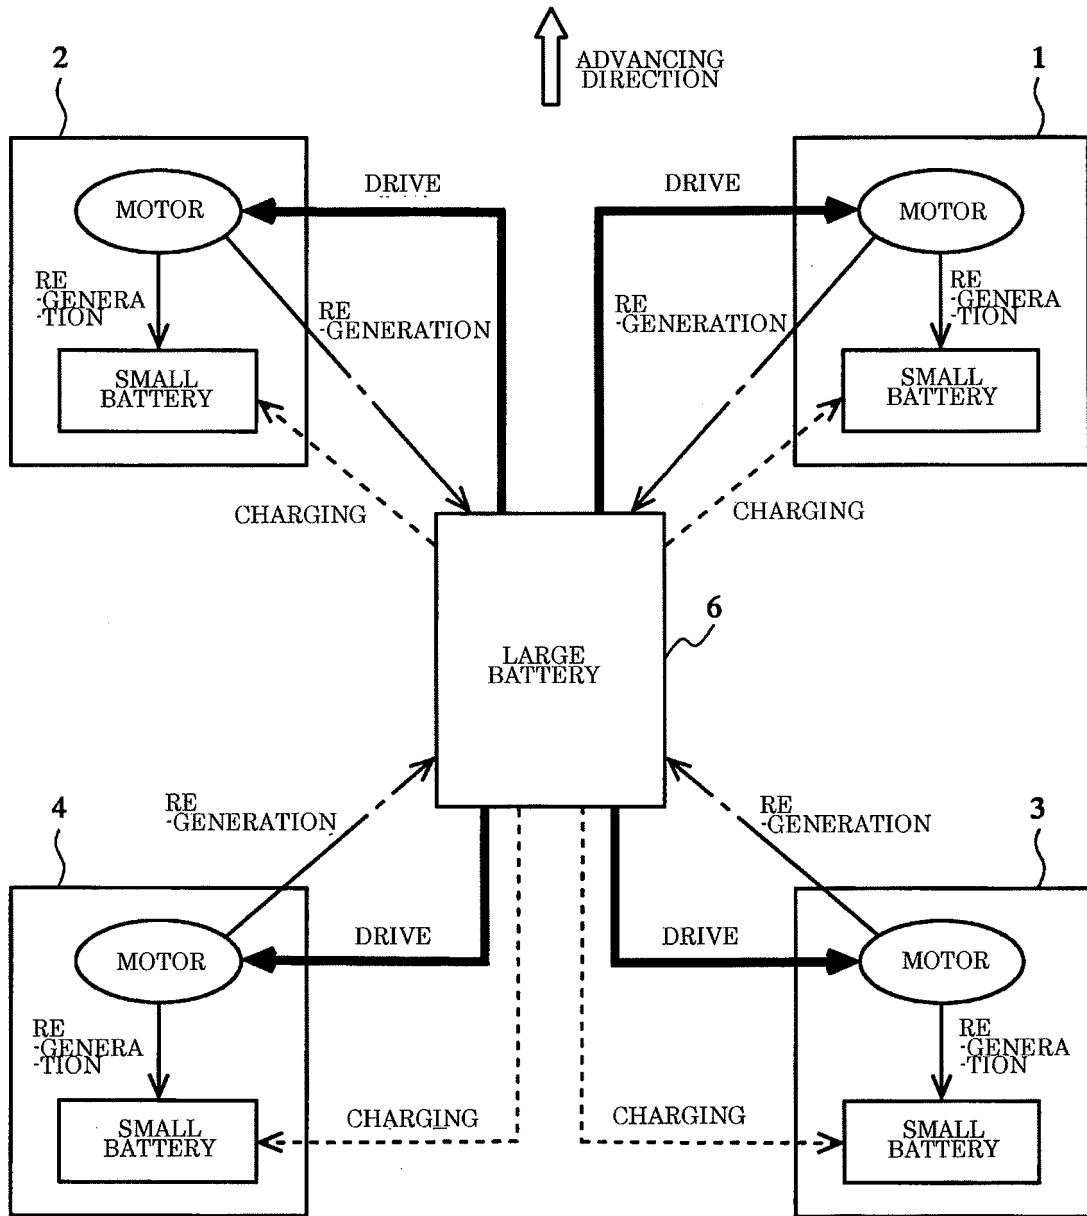 2
ADVANCING
DIRECTION
1
DRIVE
DRIVE
MOTOR
MOTOR
RE
-GENERA
-TION
RE
-GENERATION
RE
-GENERATION
RE
-GENERA
-TION
SMALL
BATTERY
SMALL
BATTERY
CHARGING
CHARGING
6
LARGE
BATTERY
4
RE
-GENERATION
RE
-GENERATION
3
DRIVE
DRIVE
MOTOR
MOTOR
RE
-GENERA
-TION
RE
-GENERA
-TION
CHARGING
CHARGING
SMALL
BATTERY
SMALL
BATTERY